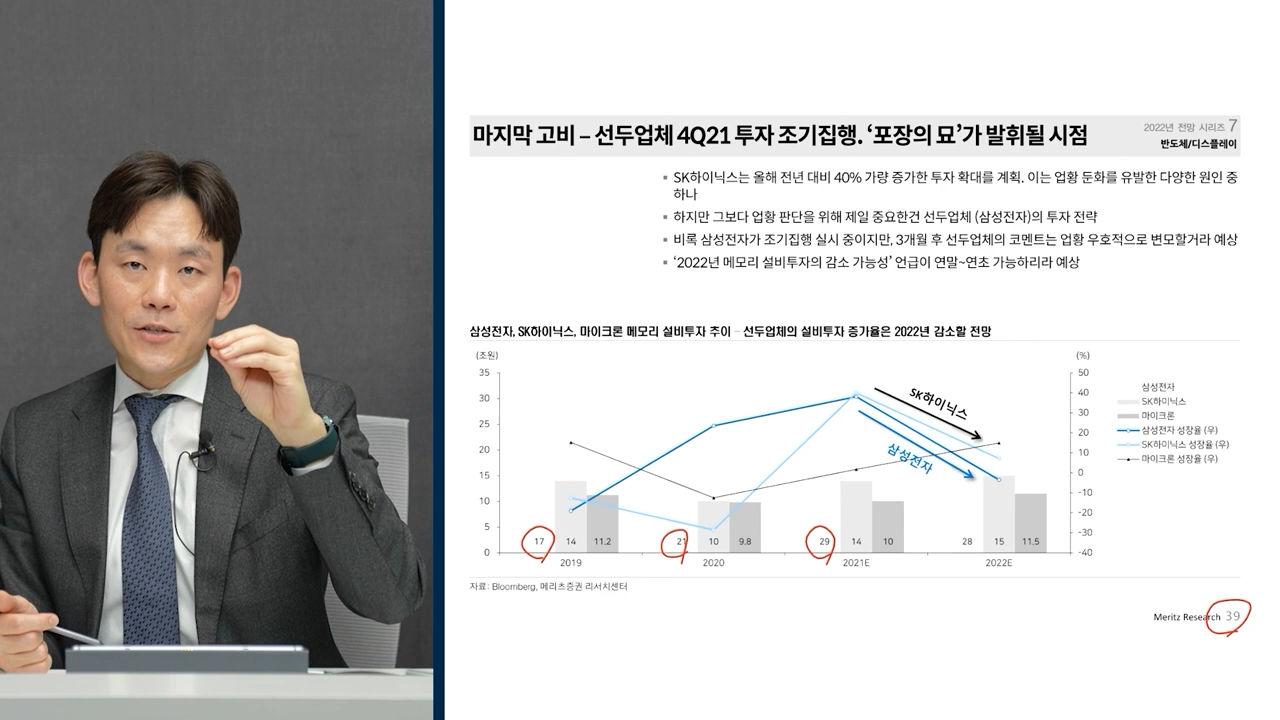 마지막 고비 – 선두업체 4Q21 투자 조기집행. ‘포장의 묘’가 발휘될 시점
2022년 전망 시리즈 7
반도체/디스플레이
▪ SK하이닉스는 올해 전년 대비 40% 가량 증가한 투자 확대를 계획. 이는 업황 둔화를 유발한 다양한 원인 중
하나
▪ 하지만 그보다 업황 판단을 위해 제일 중요한건 선두업체 (삼성전자)의 투자 전략
▪ 비록 삼성전자가 조기집행 실시 중이지만, 3개월 후 선두업체의 코멘트는 업황 우호적으로 변모할거라 예상
▪ ‘2022년 메모리 설비투자의 감소 가능성’ 언급이 연말~연초 가능하리라 예상
삼성전자, SK하이닉스, 마이크론 메모리 설비투자 추이 – 선두업체의 설비투자 증가율은 2022년 감소할 전망
(조원)
(%)
35
30
25
20
15
10
5
0
50
40
30
20
10
0
-10
-20
-30
-40
SK하이닉스
삼성전자
17 14 11.2
21 10 9.8
29 14 10
28 15 11.5
2019 2020 2021E 2022E
삼성전자
SK하이닉스
마이크론
삼성전자 성장율 (우)
SK하이닉스 성장율 (우)
마이크론 성장율 (우)
자료: Bloomberg, 메리츠증권 리서치센터
Meritz Research 39